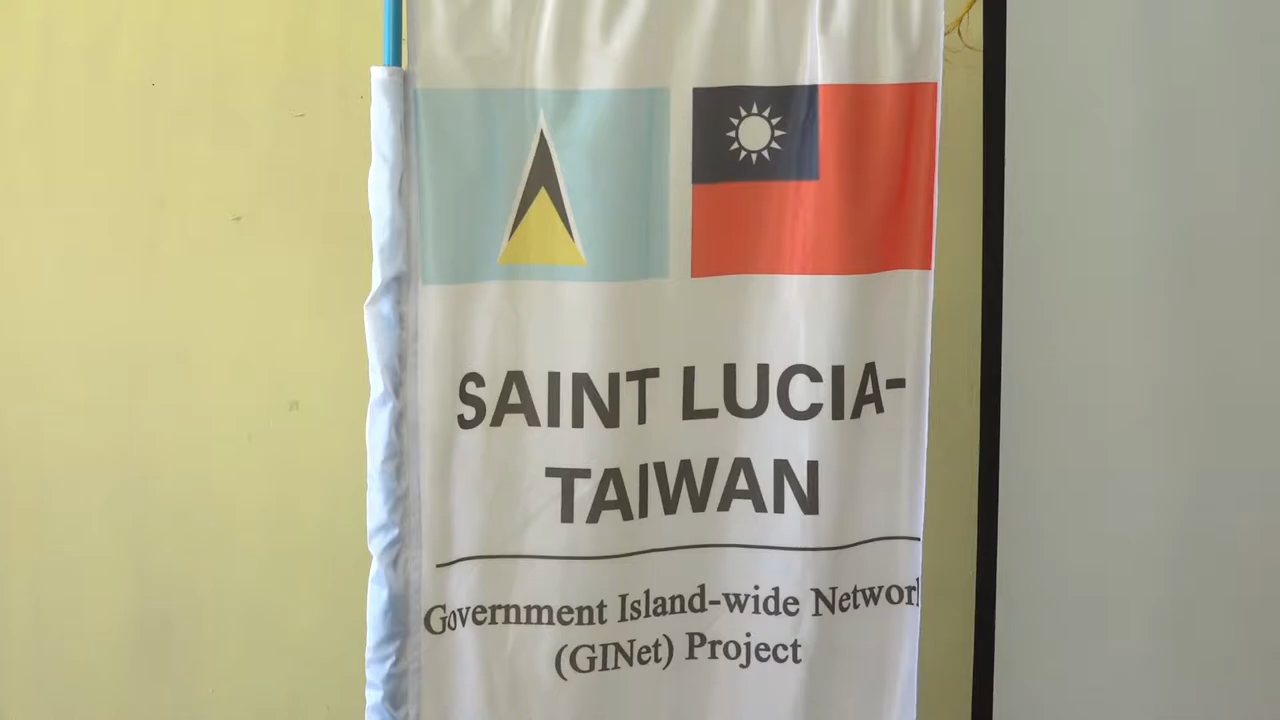 SAINT LUCIA-
TAIWAN
Government Island-wide Network
(GINet) Project